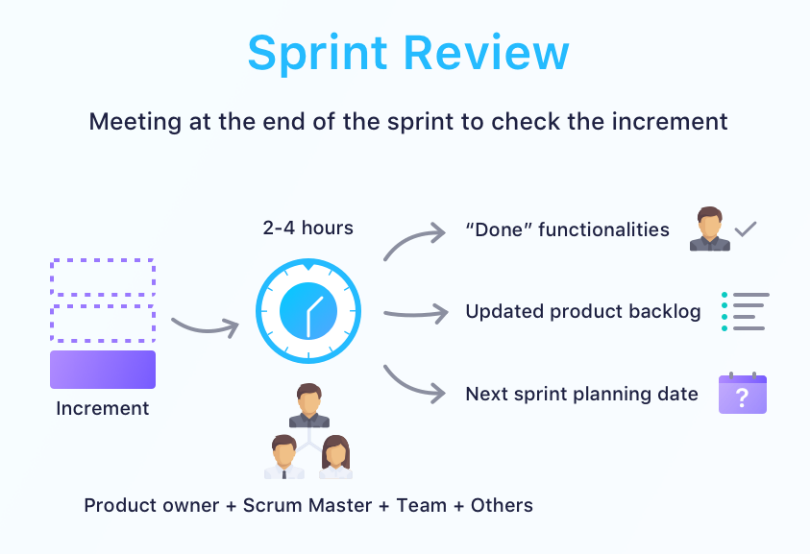 Sprint Review
Meeting at the end of the sprint to check the increment
2-4 hours
Increment
“Done” functionalities
Updated product backlog
Next sprint planning date
?
Product owner + Scrum Master + Team + Others